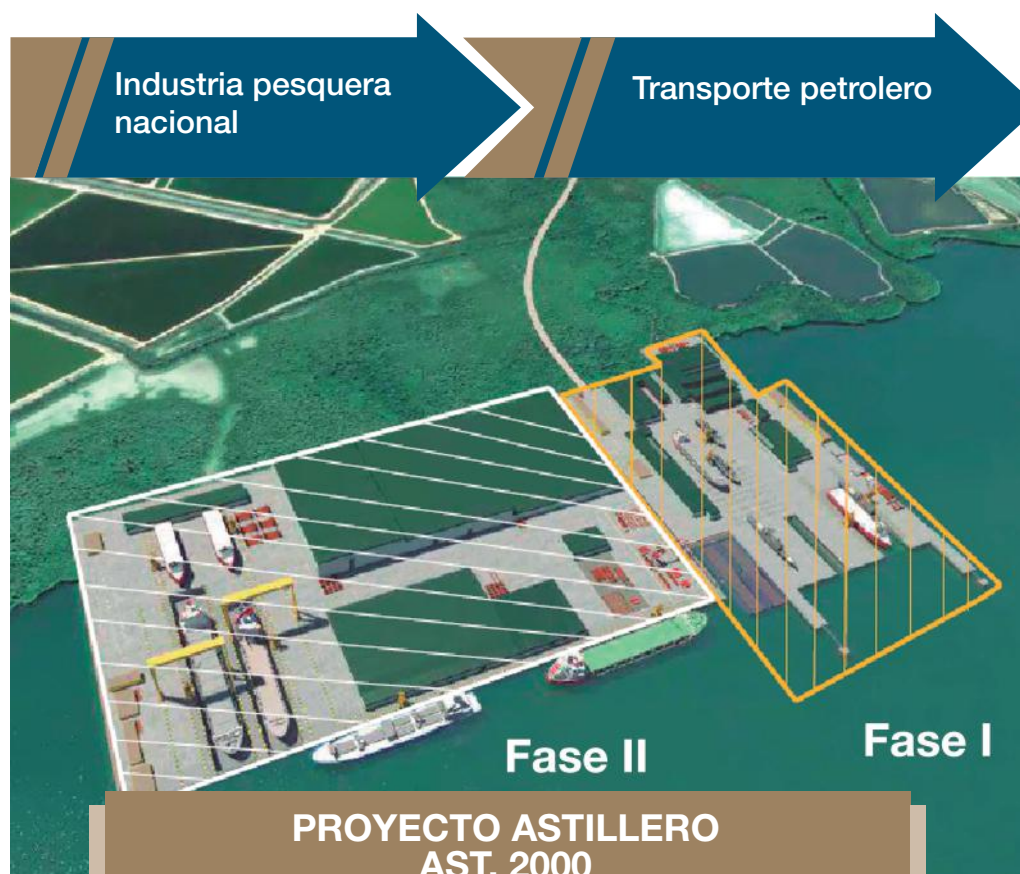 Industria pesquera
nacional
Transporte petrolero
Fase II
Fase I
PROYECTO ASTILLERO
AST. 2000